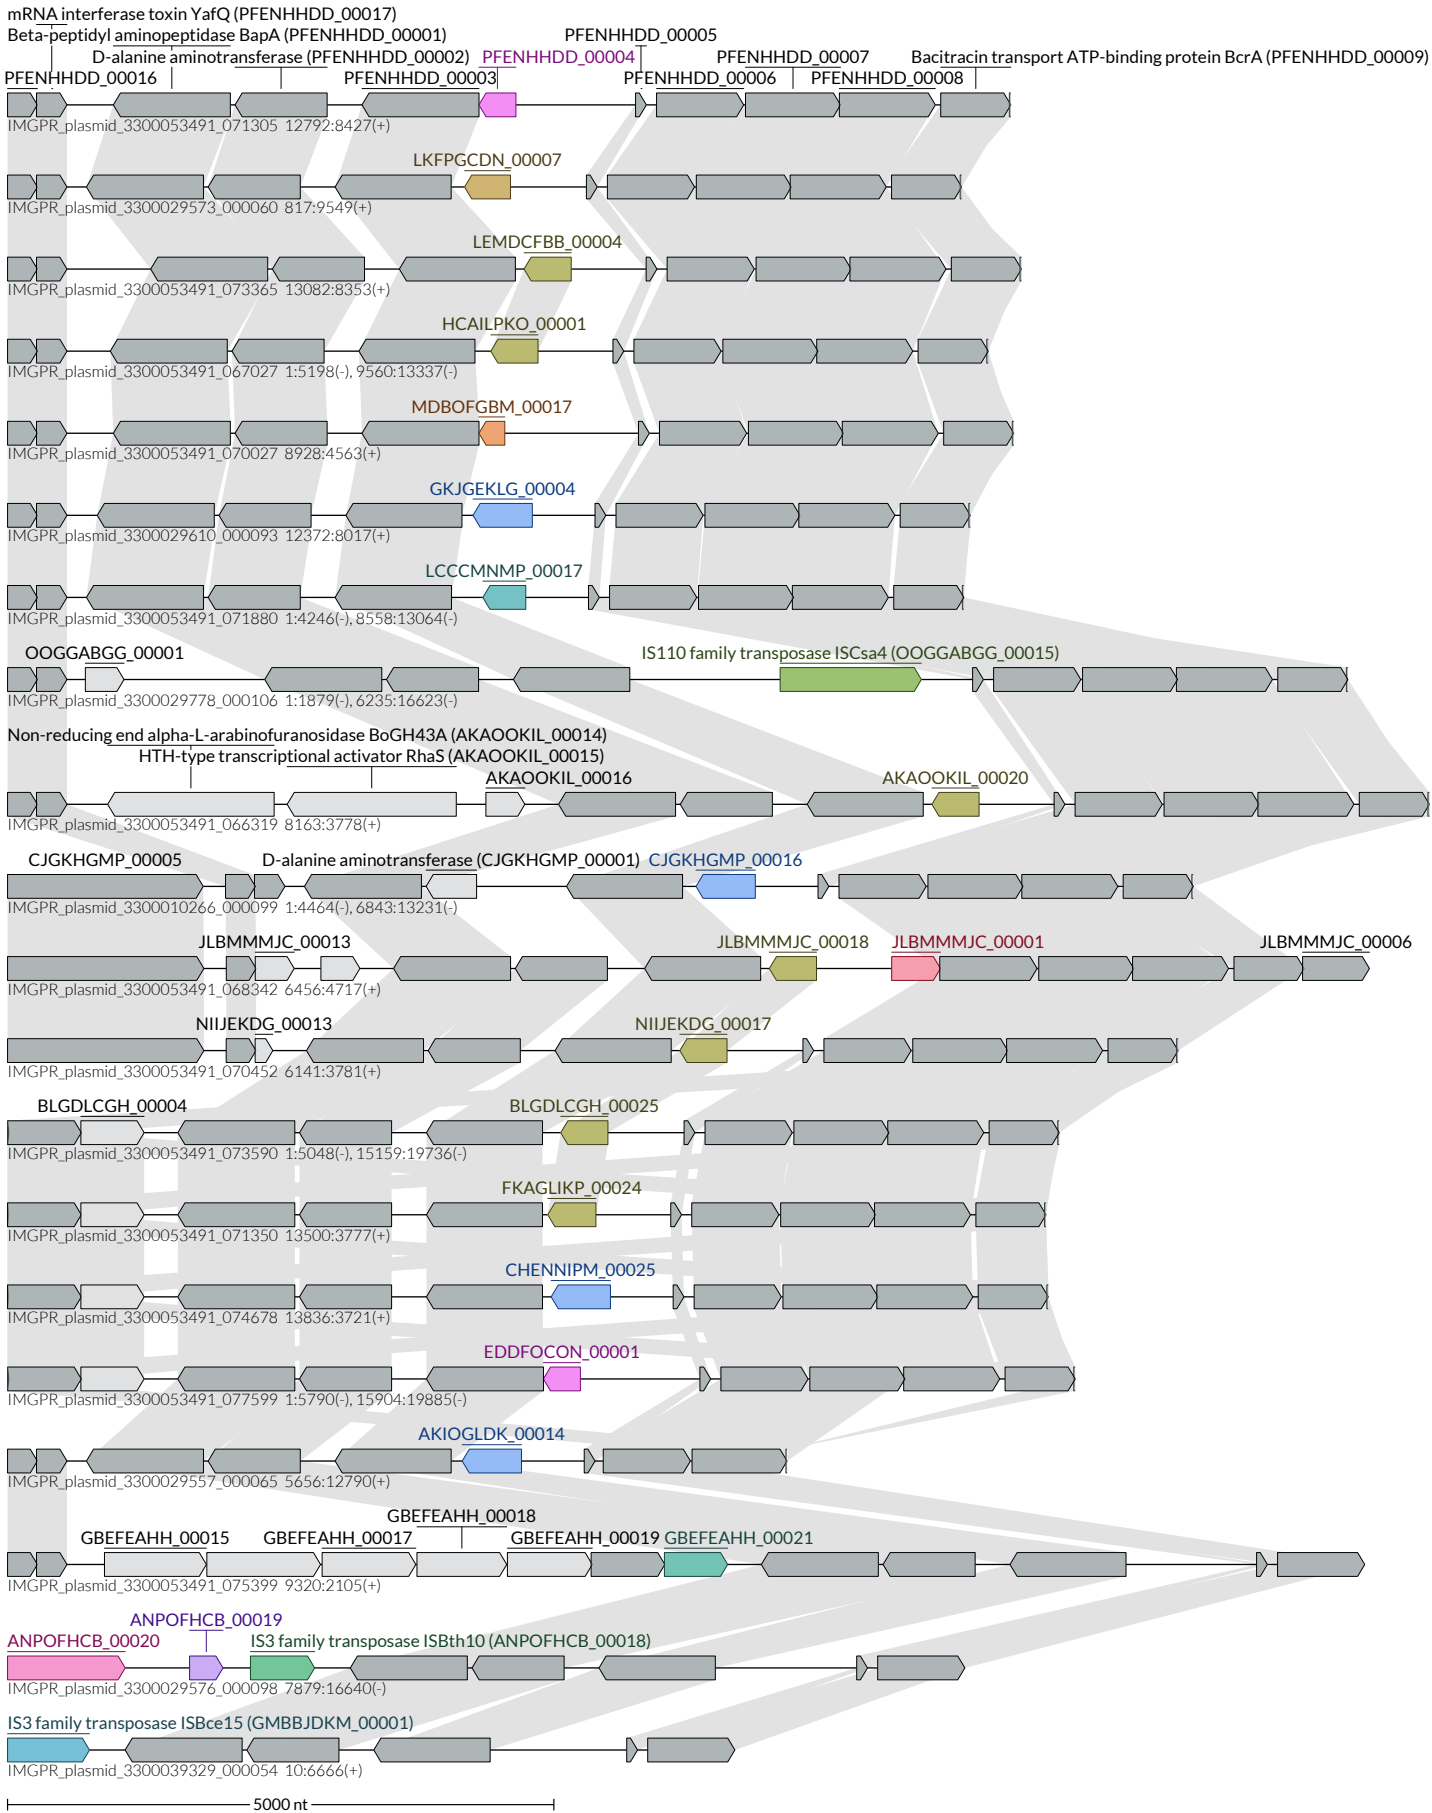 mRNA interferase toxin YafQ (PFENHHDD_00017)
Beta-peptidyl aminopeptidase BapA (PFENHHDD_00001) PFENHHDD_00005
D-alanine aminotransferase (PFENHHDD_00002) PFENHHDD_00004 PFENHHDD_00007 Bacitracin transport ATP-binding protein BcrA (PFENHHDD_00009)
PFENHHDD_00016 PFENHHDD_00003 PFENHHDD_00006 PFENHHDD_00008
IMGPR_plasmid_3300053491_071305 12792:8427(+)
LKFPGCDN_00007
IMGPR_plasmid_3300029573_000060 817:9549(+)
LEMDCFBB_00004
IMGPR_plasmid_3300053491_073365 13082:8353(+)
HCAILPKO_00001
IMGPR_plasmid_3300053491_067027 1:5198(-), 9560:13337(-)
MDBOFGBM_00017
IMGPR_plasmid_3300053491_070027 8928:4563(+)
GKJGEKLG_00004
IMGPR_plasmid_3300029610_000093 12372:8017(+)
LCCCMNMP_00017
IMGPR_plasmid_3300053491_071880 1:4246(-), 8558:13064(-)
OOGGABGG_00001 IS110 family transposase ISCsa4 (OOGGABGG_00015)
IMGPR_plasmid_3300029778_000106 1:1879(-), 6235:16623(-)
Non-reducing end alpha-L-arabinofuranosidase BoGH43A (AKAOOKIL_00014)
HTH-type transcriptional activator RhaS (AKAOOKIL_00015)
AKAOOKIL_00016 AKAOOKIL_00020
IMGPR_plasmid_3300053491_066319 8163:3778(+)
CJGKHGMP_00005 D-alanine aminotransferase (CJGKHGMP_00001) CJGKHGMP_00016
IMGPR_plasmid_3300010266_000099 1:4464(-), 6843:13231(-)
JLBMMMJC_00013 JLBMMMJC_00018 JLBMMMJC_00001 JLBMMMJC_00006
IMGPR_plasmid_3300053491_068342 6456:4717(+)
NIIJEKDG_00013 NIIJEKDG_00017
IMGPR_plasmid_3300053491_070452 6141:3781(+)
BLGDLCGH_00004 BLGDLCGH_00025
IMGPR_plasmid_3300053491_073590 1:5048(-), 15159:19736(-)
FKAGLIKP_00024
IMGPR_plasmid_3300053491_071350 13500:3777(+)
CHENNIPM_00025
IMGPR_plasmid_3300053491_074678 13836:3721(+)
EDDFOCON_00001
IMGPR_plasmid_3300053491_077599 1:5790(-), 15904:19885(-)
AKIOGLDK_00014
IMGPR_plasmid_3300029557_000065 5656:12790(+)
GBEFEAHH_00018
GBEFEAHH_00015 GBEFEAHH_00017 GBEFEAHH_00019 GBEFEAHH_00021
IMGPR_plasmid_3300053491_075399 9320:2105(+)
ANPOFHCB_00019
ANPOFHCB_00020 IS3 family transposase ISBth10 (ANPOFHCB_00018)
IMGPR_plasmid_3300029576_000098 7879:16640(-)
IS3 family transposase ISBce15 (GMBBJDKM_00001)
IMGPR_plasmid_3300039329_000054 10:6666(+)
5000 nt